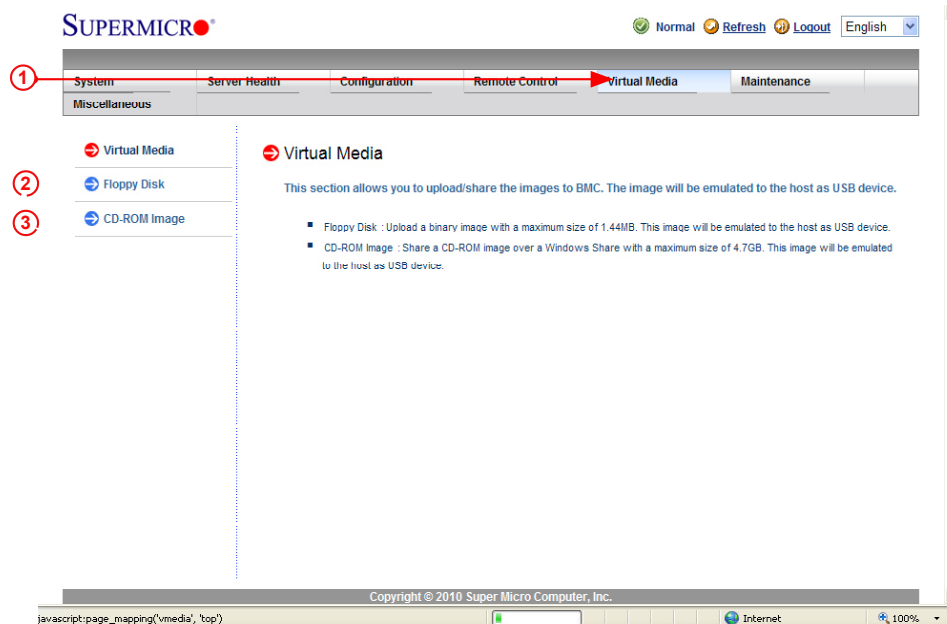 SUPERMICRO
Normal Refresh Logout English
1
System Server Health Configuration Remote Control Virtual Media Maintenance
Miscellaneous
Virtual Media
2 Floppy Disk
3 CD-ROM Image
Virtual Media
This section allows you to upload/share the images to BMC. The image will be emulated to the host as USB device.
Floppy Disk : Upload a binary image with a maximum size of 1.44MB. This image will be emulated to the host as USB device.
CD-ROM Image : Share a CD-ROM image over a Windows Share with a maximum size of 4.7GB. This image will be emulated
to the host as USB device.
Copyright © 2010 Super Micro Computer, Inc.
javascript:page_mapping('vmedia', 'top') Internet 100%